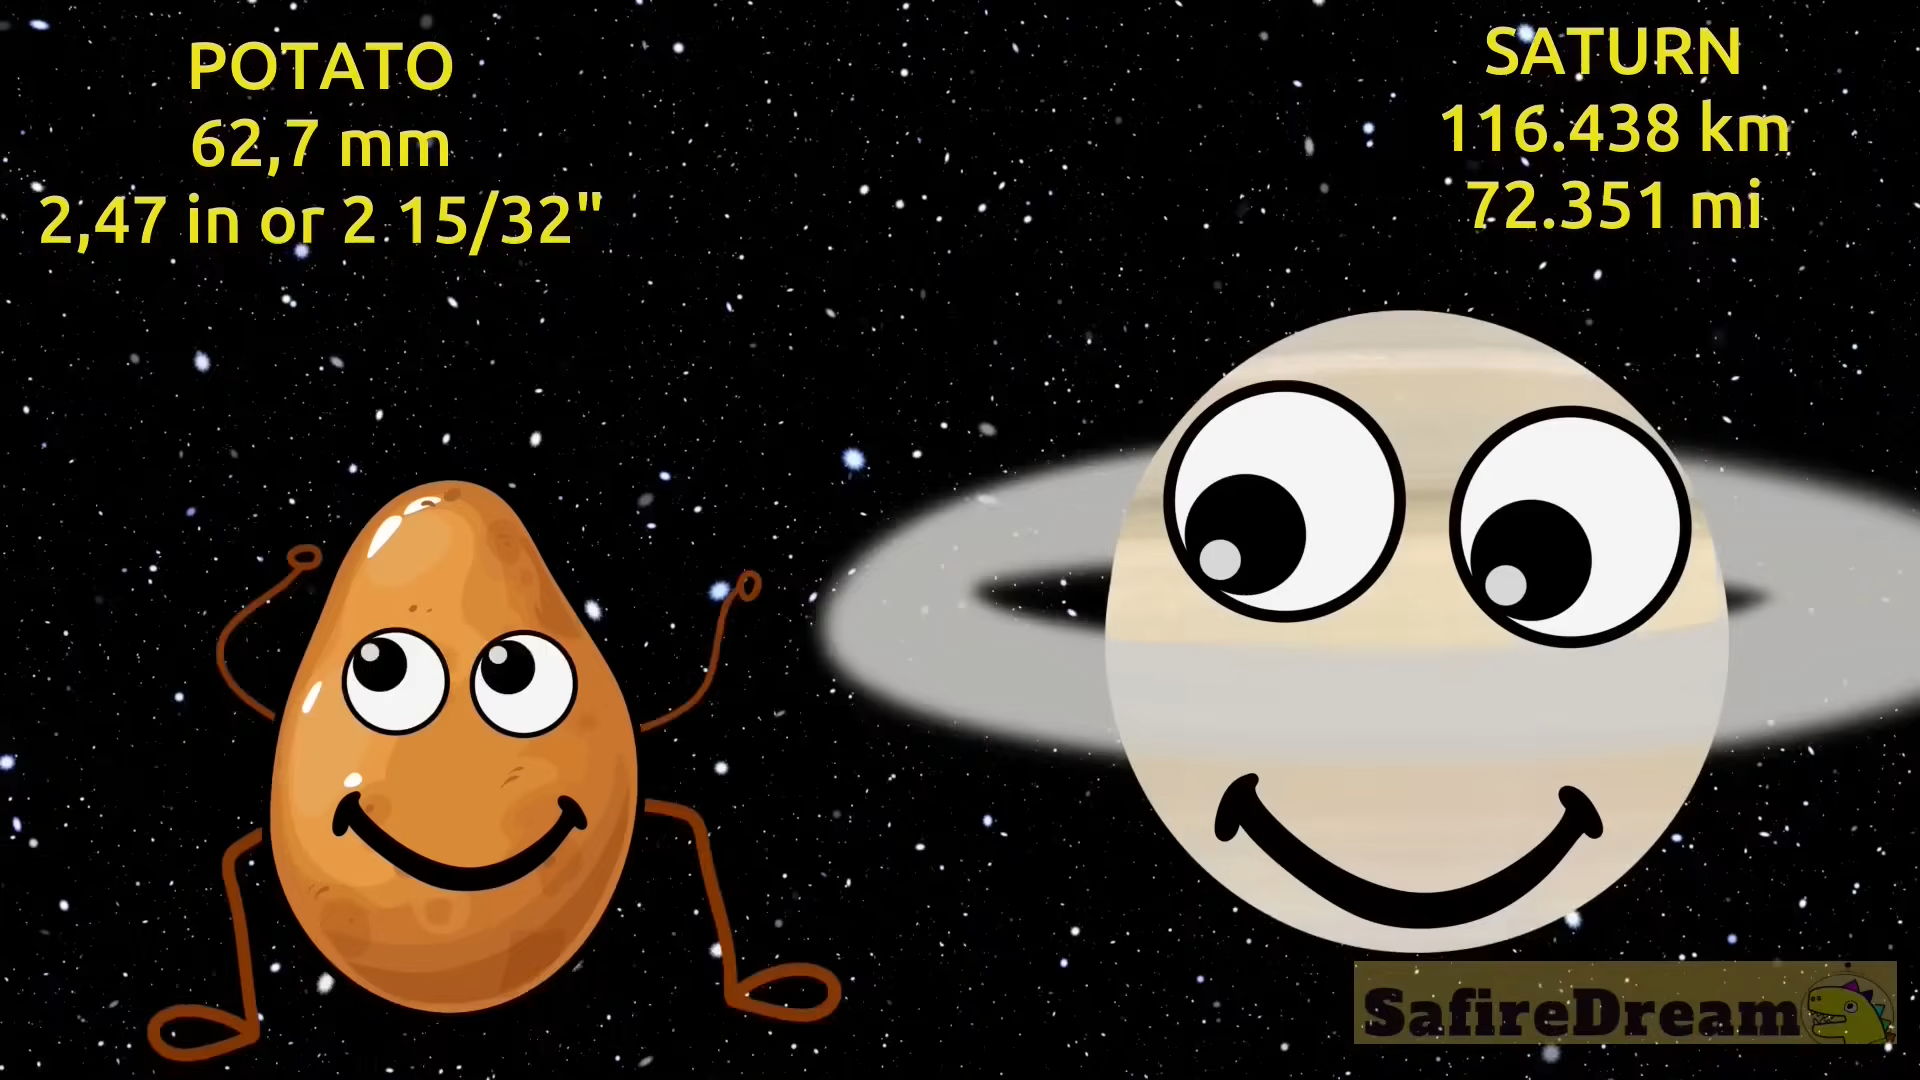 POTATO
62,7 mm
2,47 in or 2 15/32"
SATURN
116.438 km
72.351 mi
SafireDream